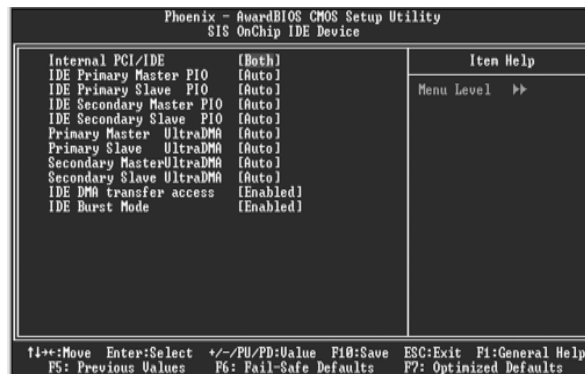 Phoenix - AwardBIOS CMOS Setup Utility
SIS OnChip IDE Device
Internal PCI/IDE [Both]
IDE Primary Master PIO [Auto]
IDE Primary Slave PIO [Auto]
IDE Secondary Master PIO [Auto]
IDE Secondary Slave PIO [Auto]
Primary Master UltraDMA [Auto]
Primary Slave UltraDMA [Auto]
Secondary MasterUltraDMA [Auto]
Secondary Slave UltraDMA [Auto]
IDE DMA transfer access [Enabled]
IDE Burst Mode [Enabled]
Item Help
Menu Level ▸▸
↑↓→←:Move Enter:Select +/-/PU/PD:Value F10:Save ESC:Exit F1:General Help
F5: Previous Values F6: Fail-Safe Defaults F7: Optimized Defaults